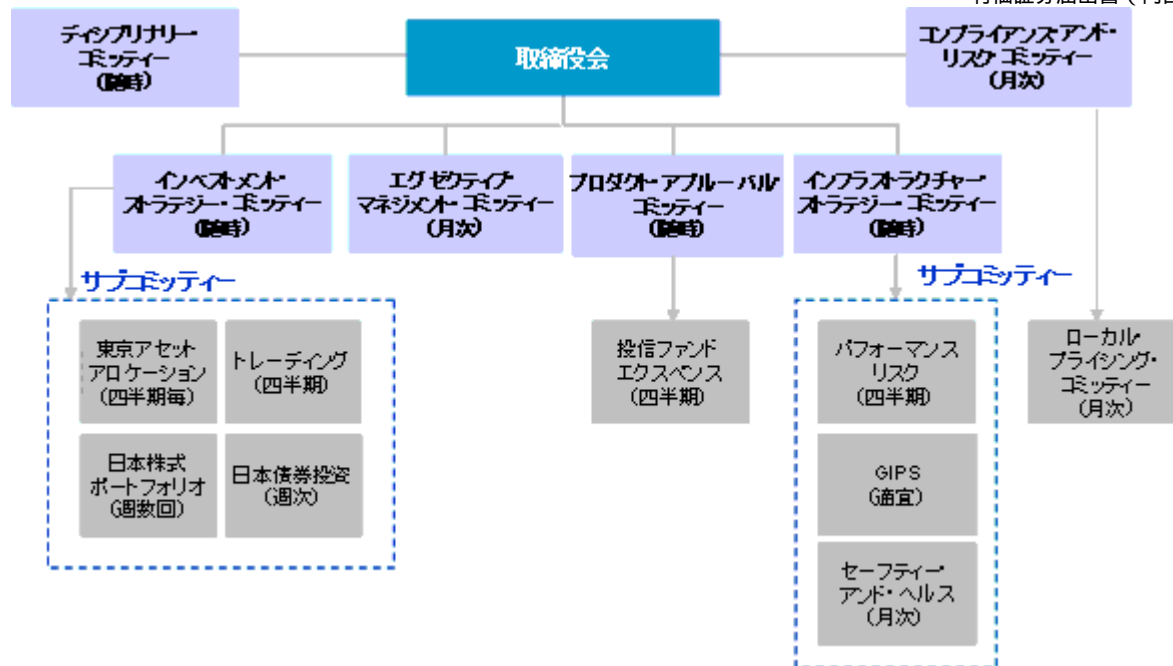 ディシプリナリー・
コミッティー
(随時)
取締役会
コンプライアンス・アンド・
リスク コミッティー
(月次)
インベストメント・
ストラテジー・コミッティー
(随時)
エグゼクティブ・
マネジメント・コミッティー
(月次)
プロダクト・アプルーバル・
コミッティー
(随時)
インフラストラクチャー・
ストラテジー・コミッティー
(随時)
サブコミッティー
サブコミッティー
東京アセット
アロケーション
(四半期毎)
トレーディング
(四半期)
日本株式
ポートフォリオ
(週数回)
日本債券投資
(週次)
投信ファンド
エクスペンス
(四半期)
パフォーマンス
リスク
(四半期)
GIPS
(適宜)
セーフティー・
アンド・ヘルス
(月次)
ローカル・
プライシング・
コミッティー
(月次)